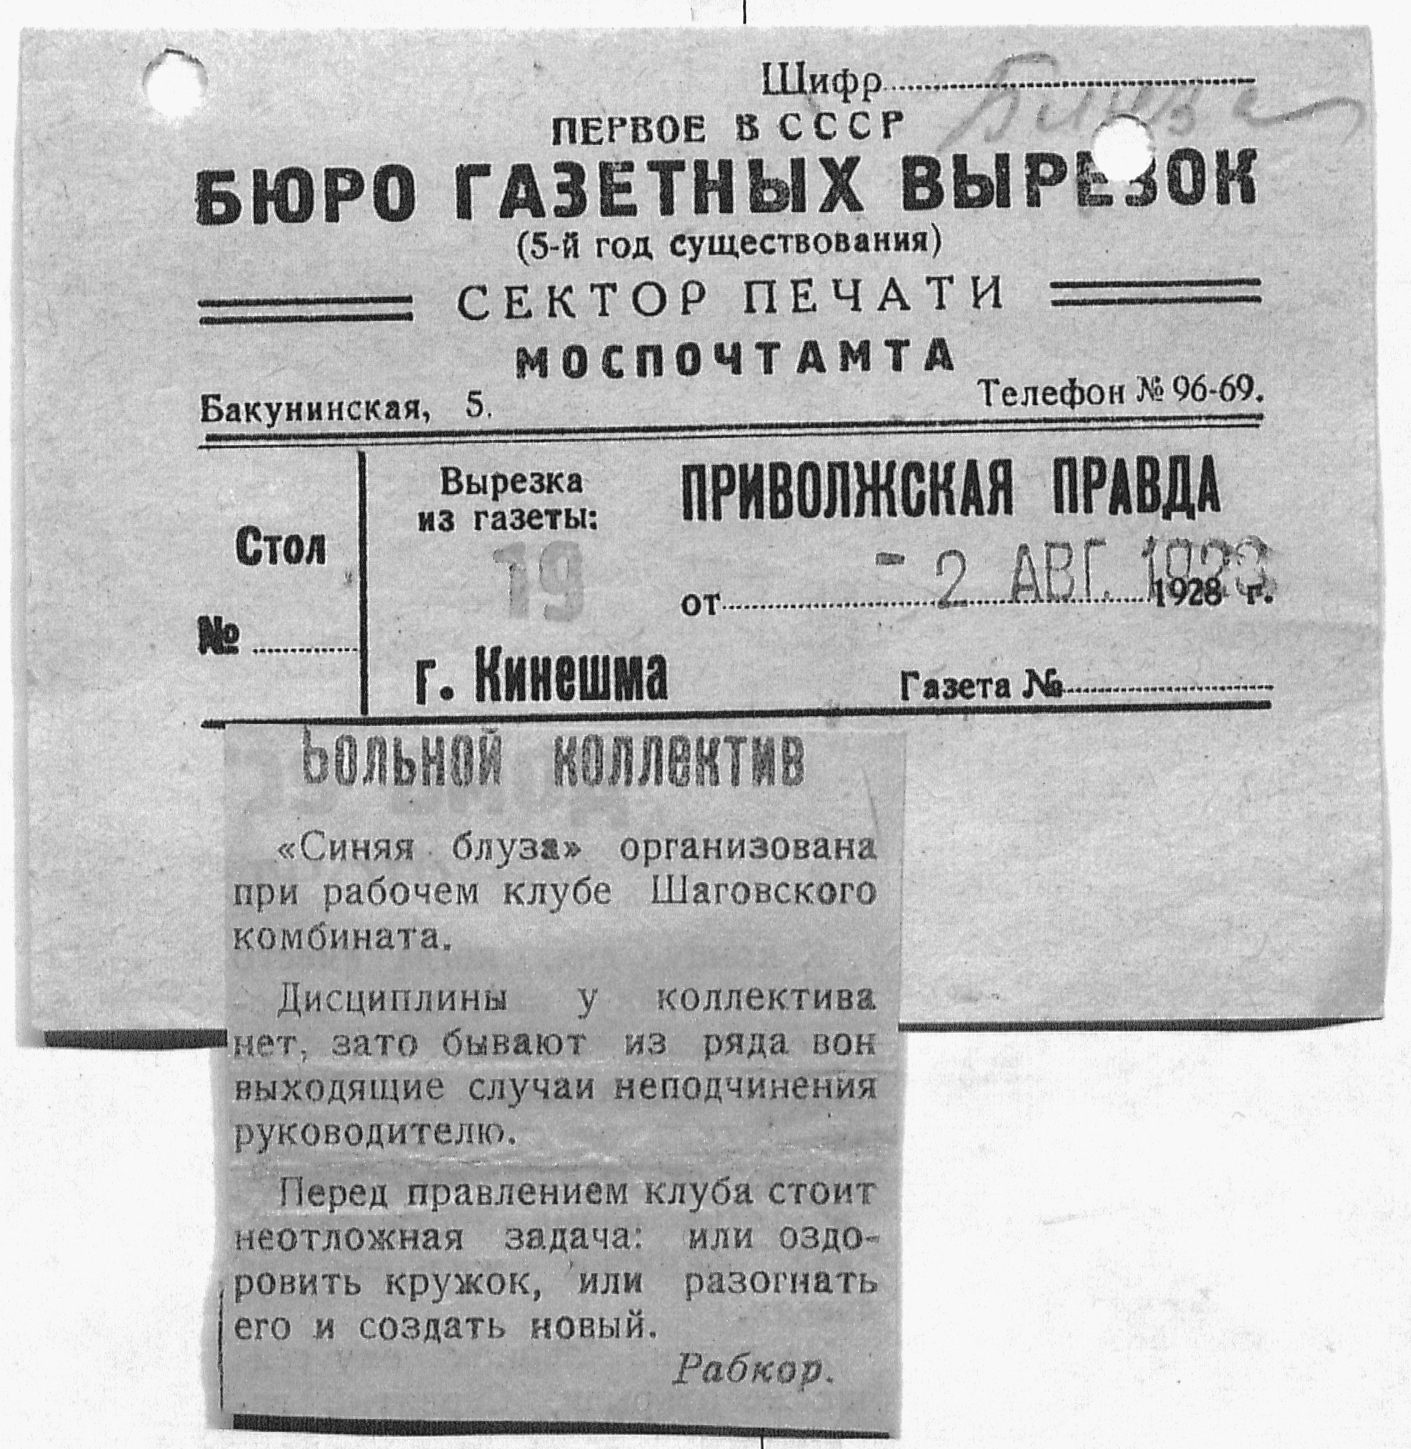 Шифр
ПЕРВОЕ В СССР
БЮРО ГАЗЕТНЫХ ВЫРЕЗОК
(5-й год существования)
СЕКТОР ПЕЧАТИ
МОСПОЧТАМТА
Бакунинская, 5.
Телефон № 96-69.
Стол
№
Вырезка
из газеты:
19
г. Кинешма
ПРИВОЛЖСКАЯ ПРАВДА
- 2 АВГ. 1928
от 1928 г.
Газета №
Больной коллектив
«Синяя блуза» организована
при рабочем клубе Шаговского
комбината.
Дисциплины у коллектива
нет, зато бывают из ряда вон
выходящие случаи неподчинения
руководителю.
Перед правлением клуба стоит
неотложная задача: или оздо-
ровить кружок, или разогнать
его и создать новый.
Рабкор.